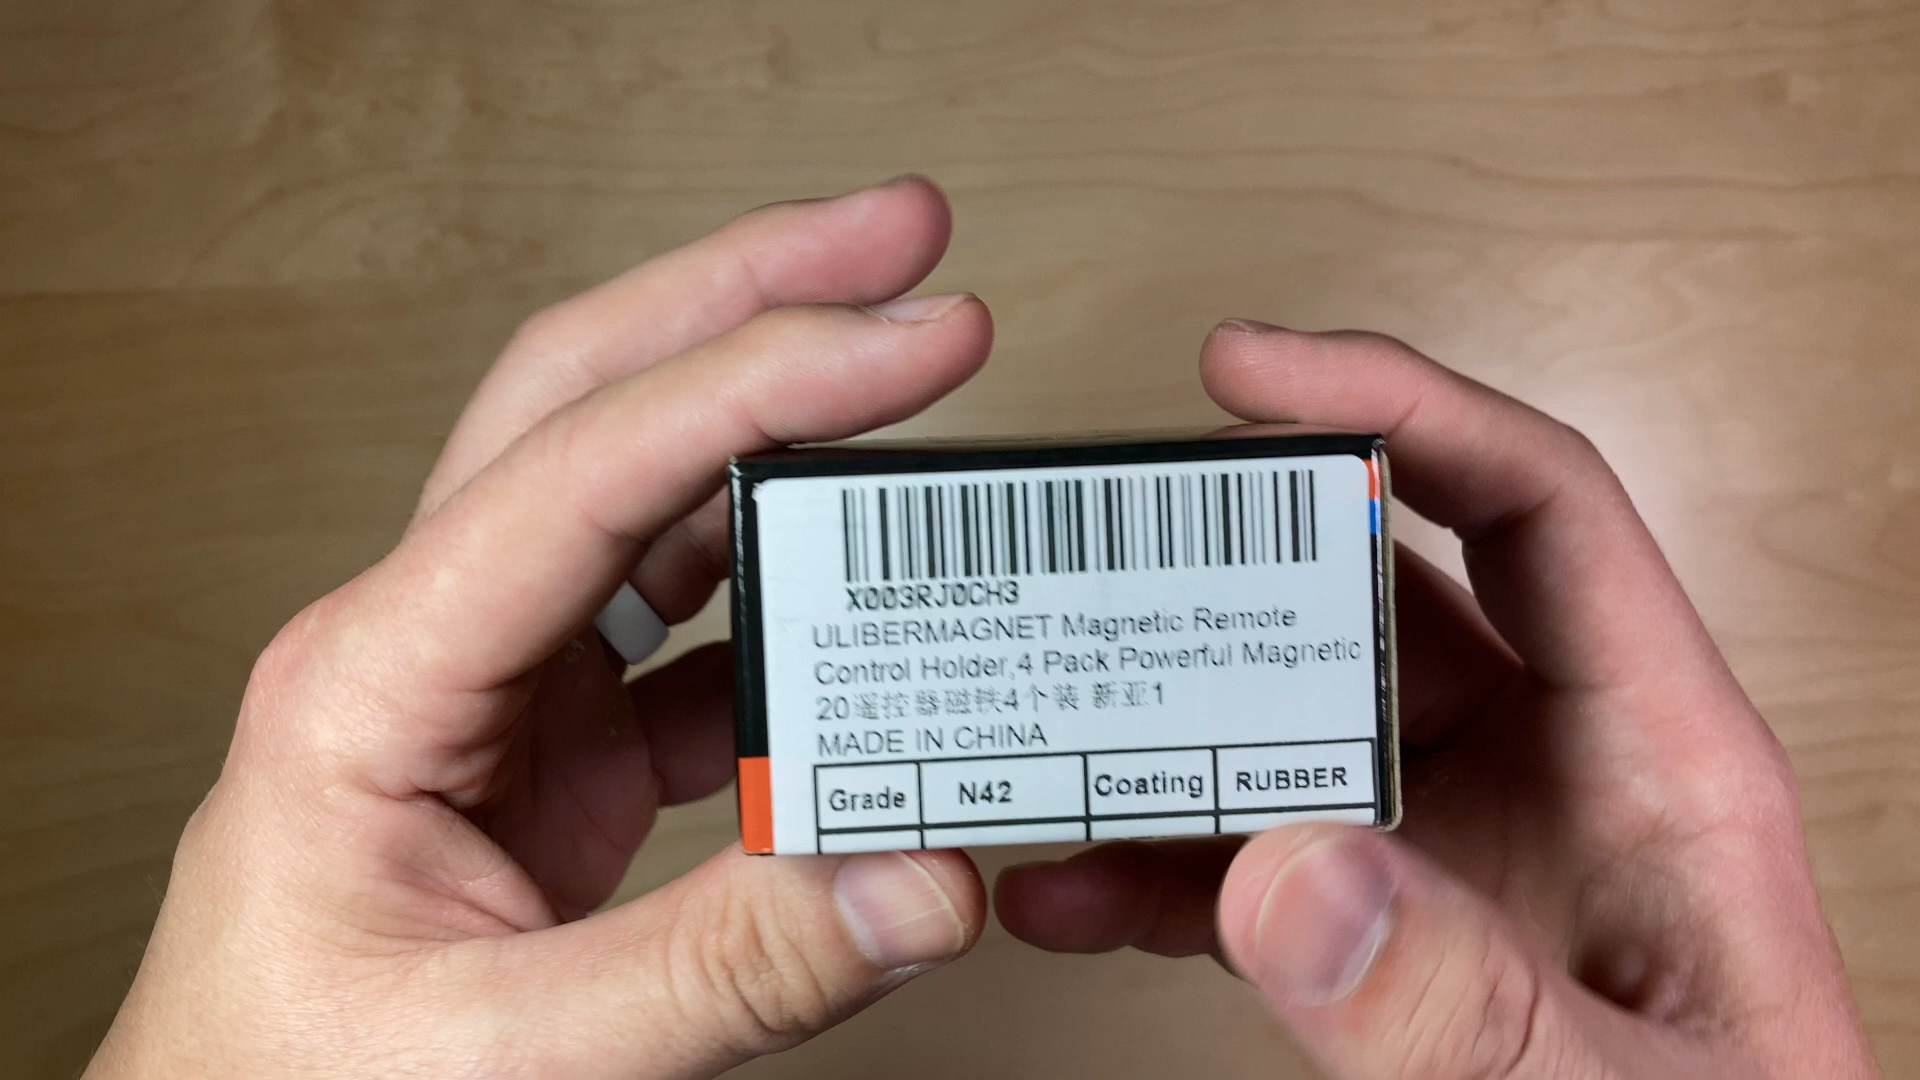 X003RJ0CH3
ULIBERMAGNET Magnetic Remote
Control Holder,4 Pack Powerful Magnetic
20遥控器磁铁4个装 新亚1
MADE IN CHINA
Grade N42 Coating RUBBER